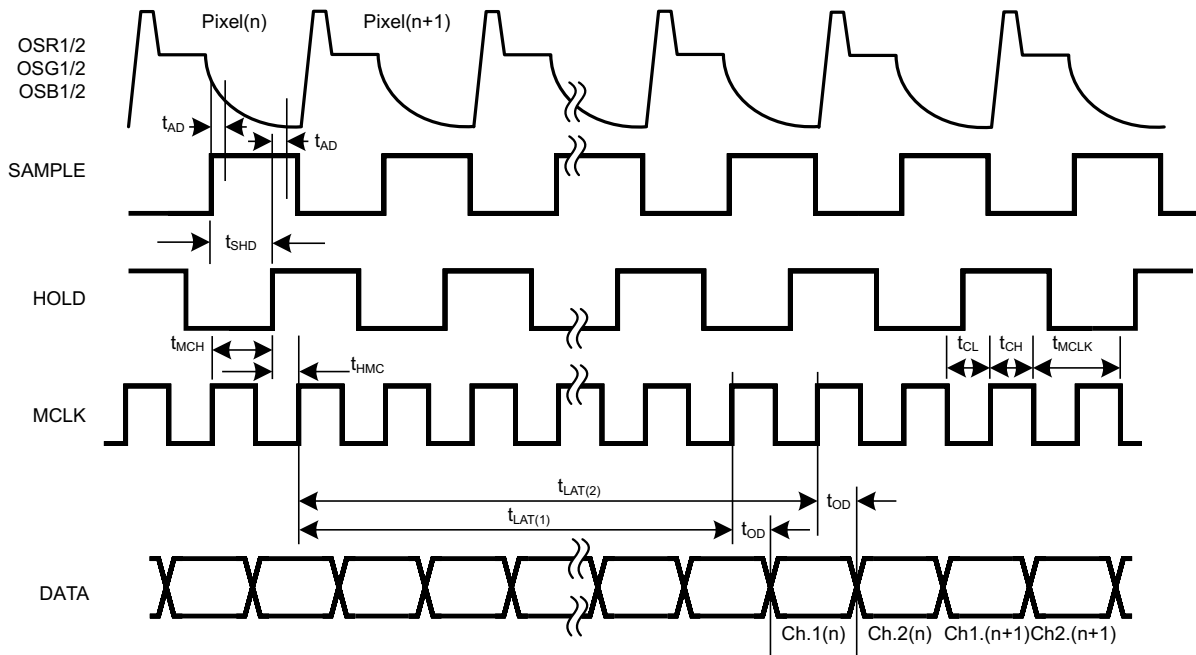 Pixel(n) Pixel(n+1)
OSR1/2
OSG1/2
OSB1/2
tAD
tAD
SAMPLE
tSHD
HOLD
tMCH
tHMC
tCL tCH tMCLK
MCLK
tLAT(2)
tOD
tLAT(1)
tOD
DATA
Ch.1(n) Ch.2(n) Ch1.(n+1) Ch2.(n+1)